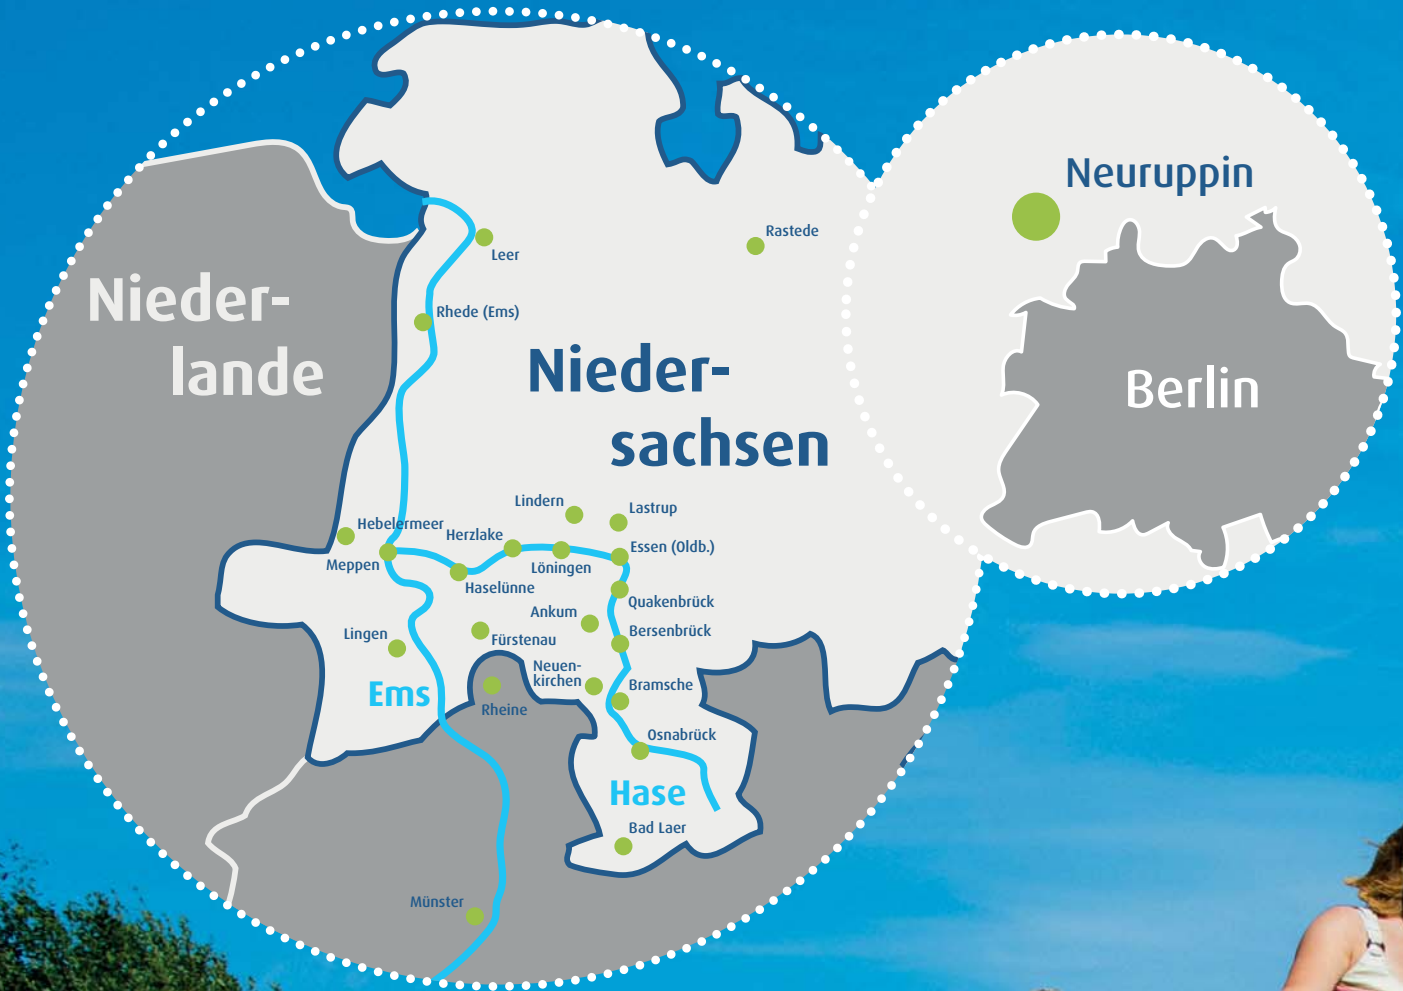 Neuruppin
Rastede
Leer
Nieder-
lande
Rhede (Ems)
Nieder-
sachsen
Berlin
Lindern
Lastrup
Hebelermeer
Herzlake
Essen (Oldb.)
Meppen
Löningen
Haselünne
Quakenbrück
Ankum
Bersenbrück
Lingen
Fürstenau
Neuen-
kirchen
Bramsche
Ems
Rheine
Osnabrück
Hase
Bad Laer
Münster